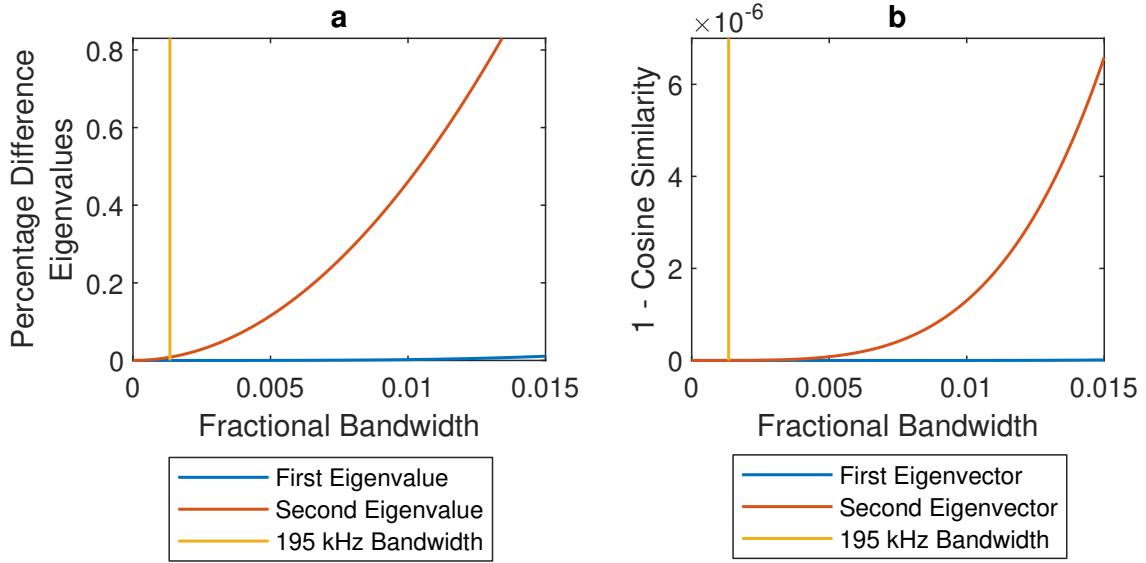 a
Percentage Difference
Eigenvalues
0.8
0.6
0.4
0.2
0
0 0.005 0.01 0.015
Fractional Bandwidth
First Eigenvalue
Second Eigenvalue
195 kHz Bandwidth
b
×10⁻⁶
1 - Cosine Similarity
6
4
2
0
0 0.005 0.01 0.015
Fractional Bandwidth
First Eigenvector
Second Eigenvector
195 kHz Bandwidth